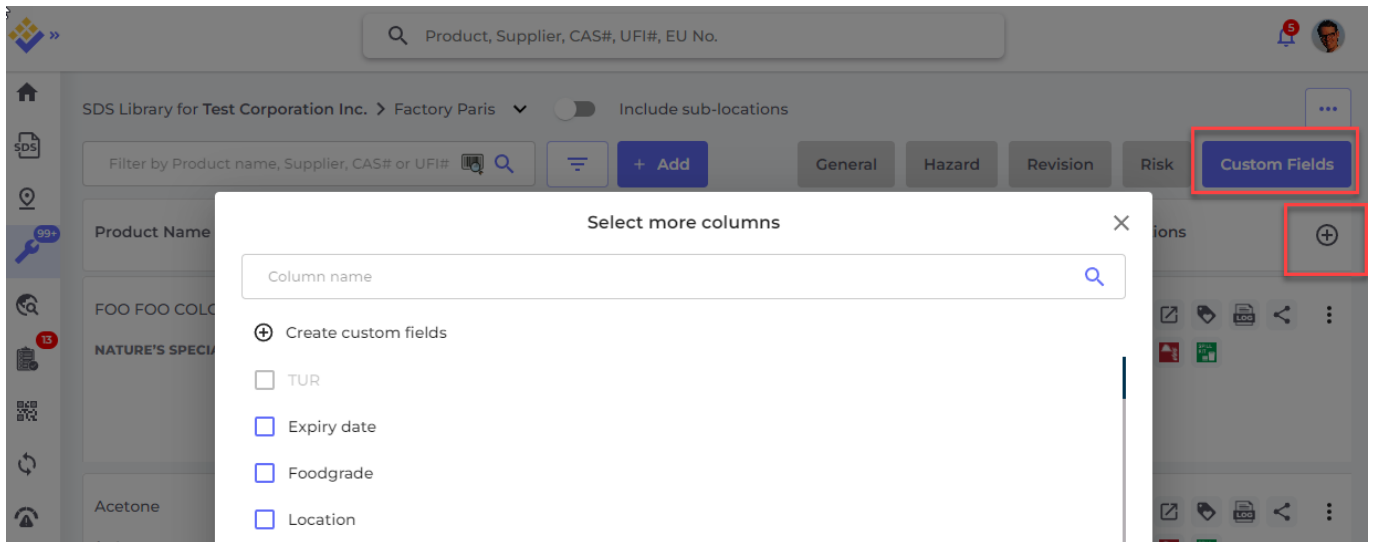 »
Product, Supplier, CAS#, UFI#, EU No.
5
SDS Library for Test Corporation Inc. > Factory Paris
Include sub-locations
SDS
Filter by Product name, Supplier, CAS# or UFI#
+ Add
General
Hazard
Revision
Risk
Custom Fields
99+
Product Name
Select more columns
ions
Column name
FOO FOO COLO
Create custom fields
LOG
13
NATURE'S SPECIA
TUR
Expiry date
Foodgrade
Acetone
Location
LOG